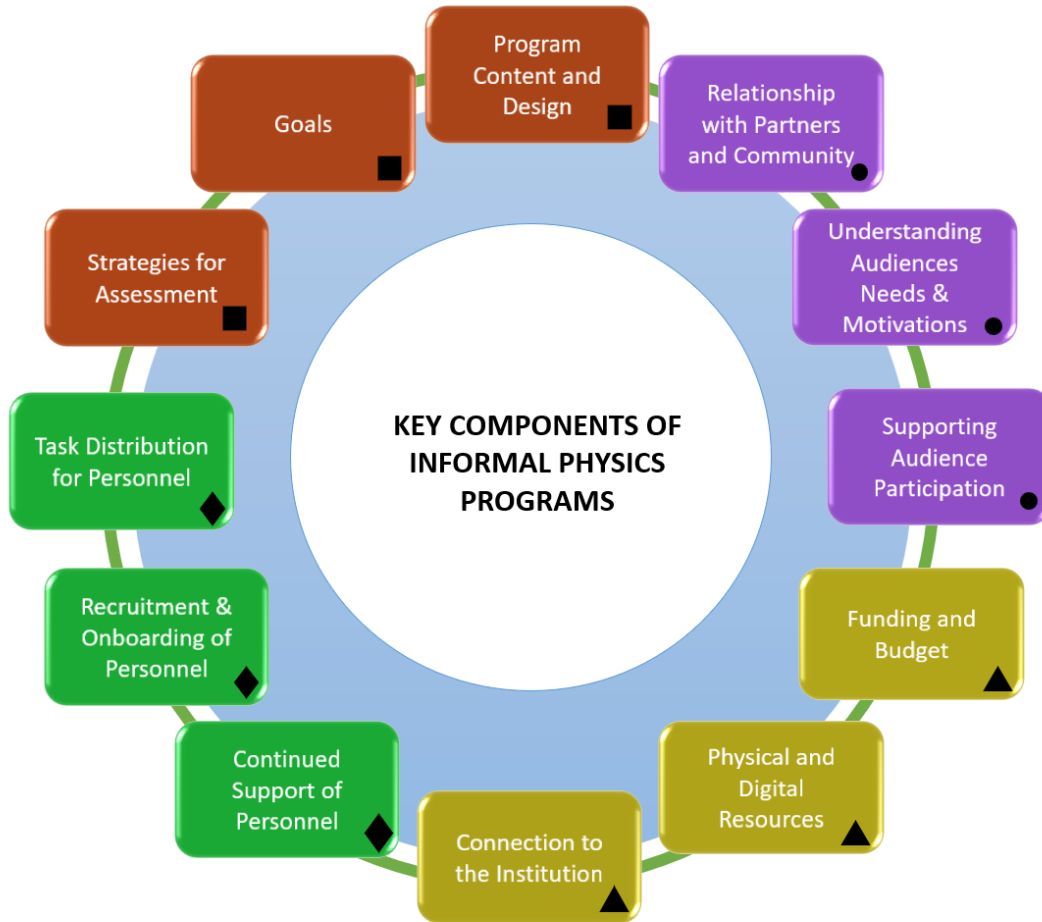 Program
Content and
Design
Relationship
with Partners
and Community
Understanding
Audiences
Needs &
Motivations
Supporting
Audience
Participation
Funding and
Budget
Physical and
Digital
Resources
Connection to
the Institution
Continued
Support of
Personnel
Recruitment &
Onboarding of
Personnel
Task Distribution
for Personnel
Strategies for
Assessment
Goals
KEY COMPONENTS OF
INFORMAL PHYSICS
PROGRAMS